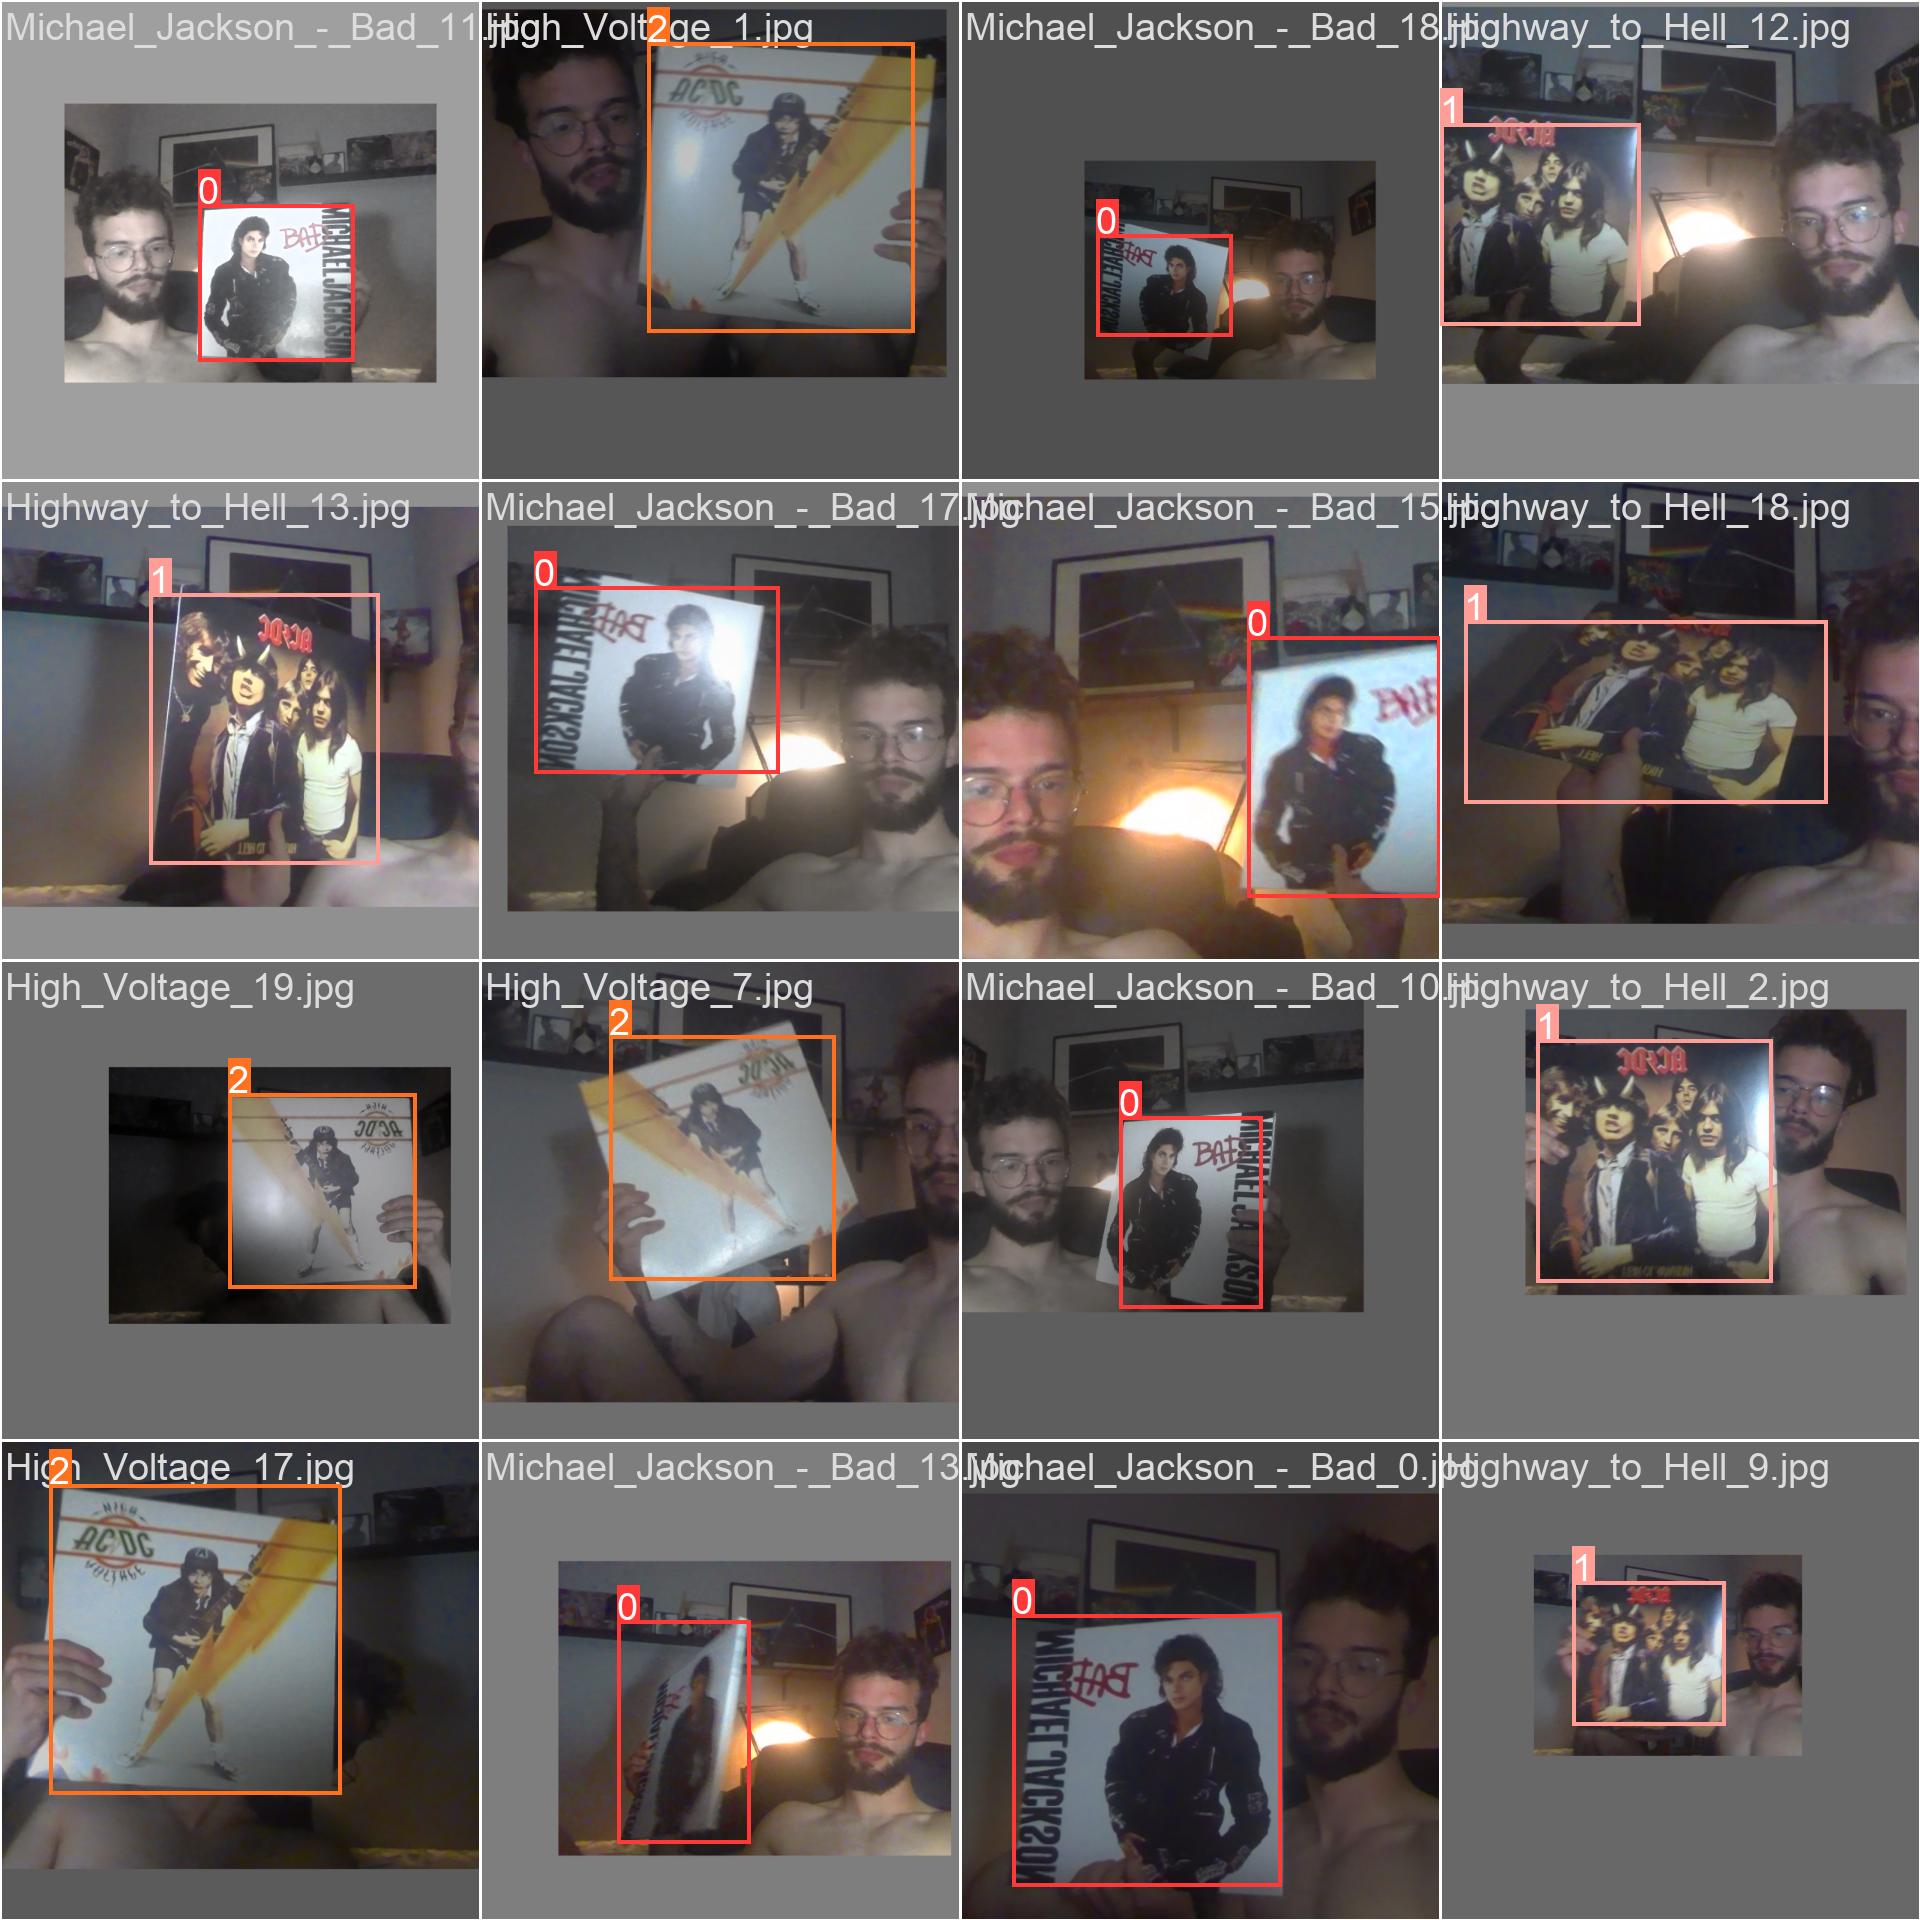 Michael_Jackson_-_Bad_11.jpg
High_Voltage_1.jpg
Michael_Jackson_-_Bad_18.jpg
Highway_to_Hell_12.jpg
0
BAD
MICHAEL JACKSON
2
HIGH
AC/DC
VOLTAGE
0
BAD
MICHAEL JACKSON
1
AC/DC
Highway_to_Hell_13.jpg
Michael_Jackson_-_Bad_17.jpg
Michael_Jackson_-_Bad_15.jpg
Highway_to_Hell_18.jpg
1
AC/DC
0
BAD
MICHAEL JACKSON
0
BAD
1
High_Voltage_19.jpg
High_Voltage_7.jpg
Michael_Jackson_-_Bad_10.jpg
Highway_to_Hell_2.jpg
2
HIGH
AC/DC
VOLTAGE
2
AC/DC
0
BAD
MICHAEL JACKSON
1
AC/DC
High_Voltage_17.jpg
Michael_Jackson_-_Bad_13.jpg
Michael_Jackson_-_Bad_0.jpg
Highway_to_Hell_9.jpg
2
HIGH
AC/DC
VOLTAGE
0
0
BAD
MICHAEL JACKSON
1
AC/DC